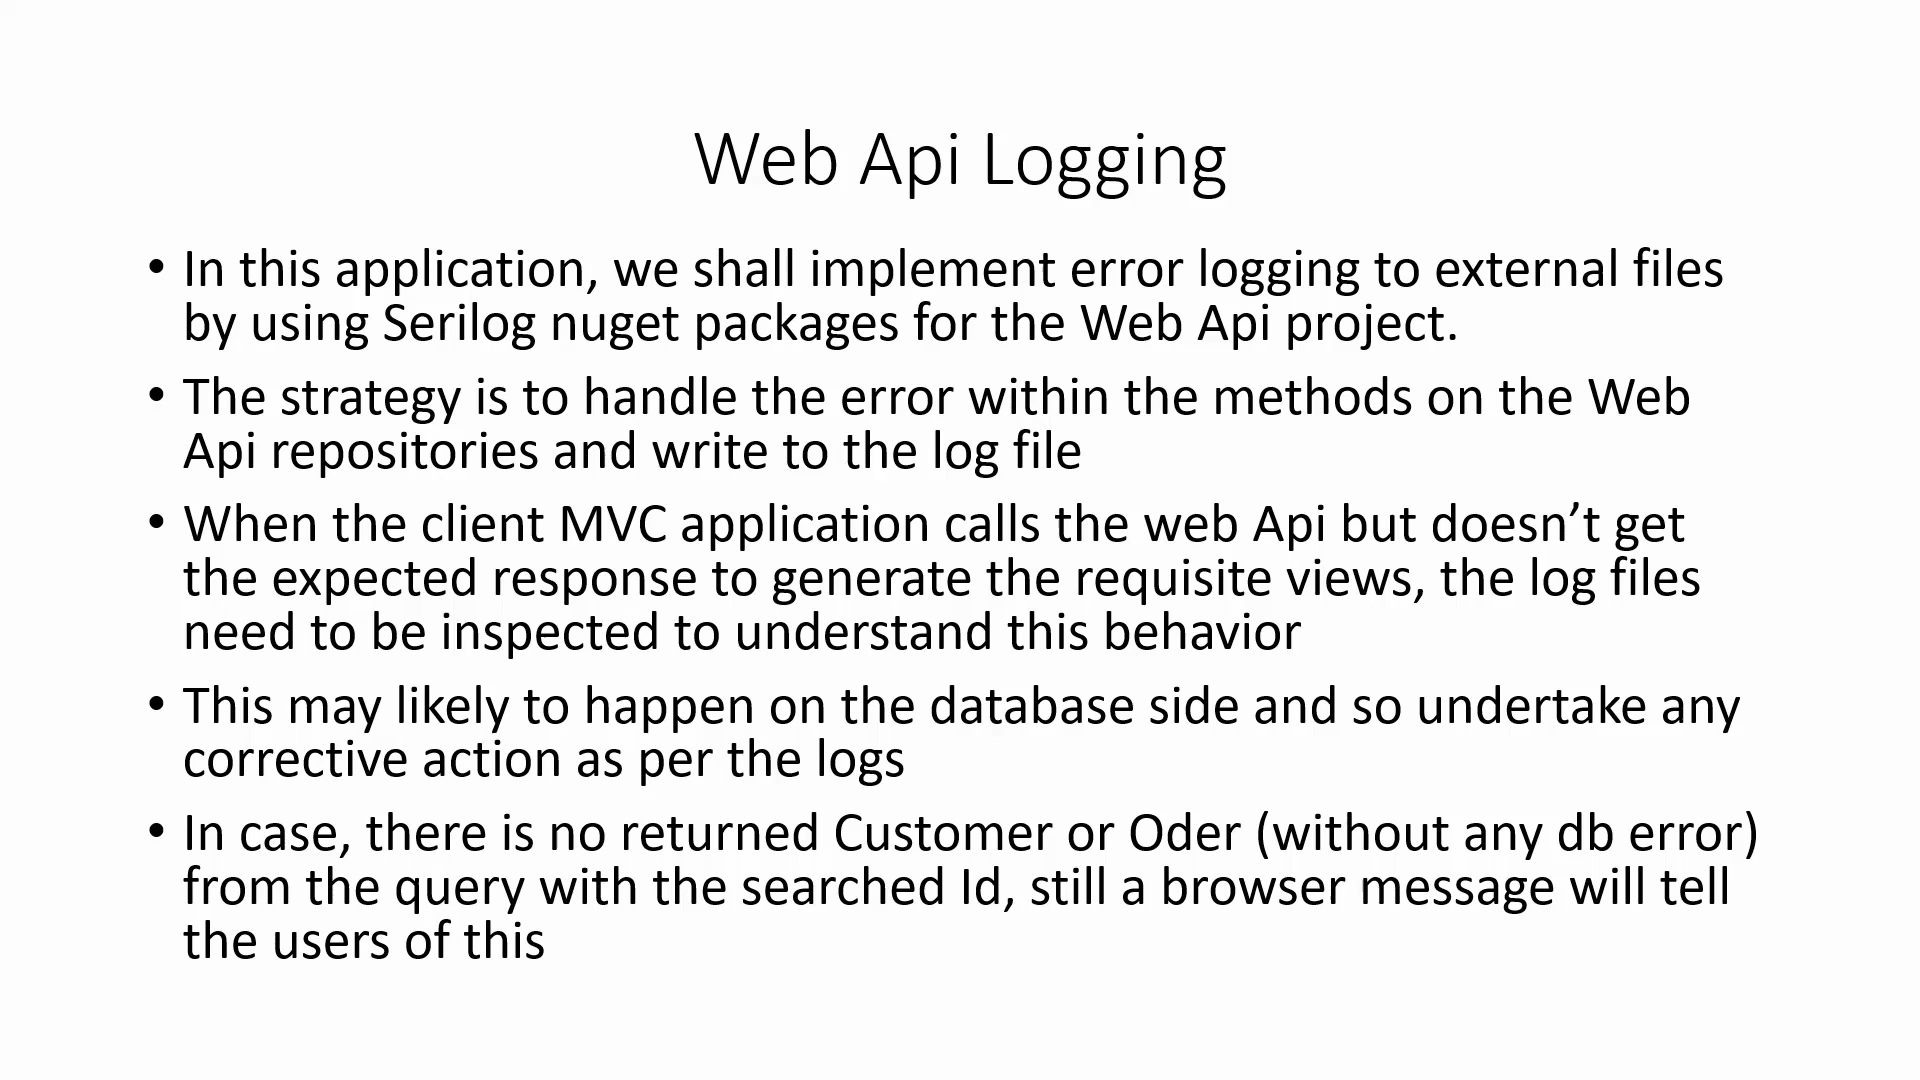 Web Api Logging
• In this application, we shall implement error logging to external files
by using Serilog nuget packages for the Web Api project.
• The strategy is to handle the error within the methods on the Web
Api repositories and write to the log file
• When the client MVC application calls the web Api but doesn’t get
the expected response to generate the requisite views, the log files
need to be inspected to understand this behavior
• This may likely to happen on the database side and so undertake any
corrective action as per the logs
• In case, there is no returned Customer or Oder (without any db error)
from the query with the searched Id, still a browser message will tell
the users of this